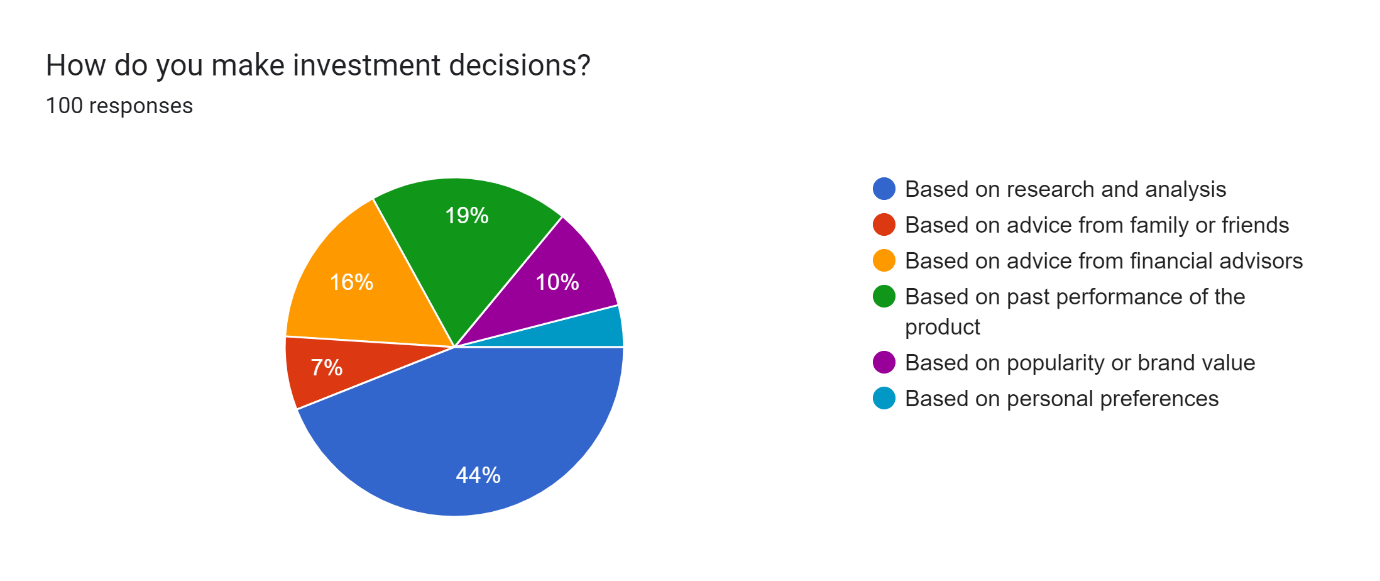 How do you make investment decisions?
100 responses
19%
16%
10%
7%
44%
Based on research and analysis
Based on advice from family or friends
Based on advice from financial advisors
Based on past performance of the
product
Based on popularity or brand value
Based on personal preferences